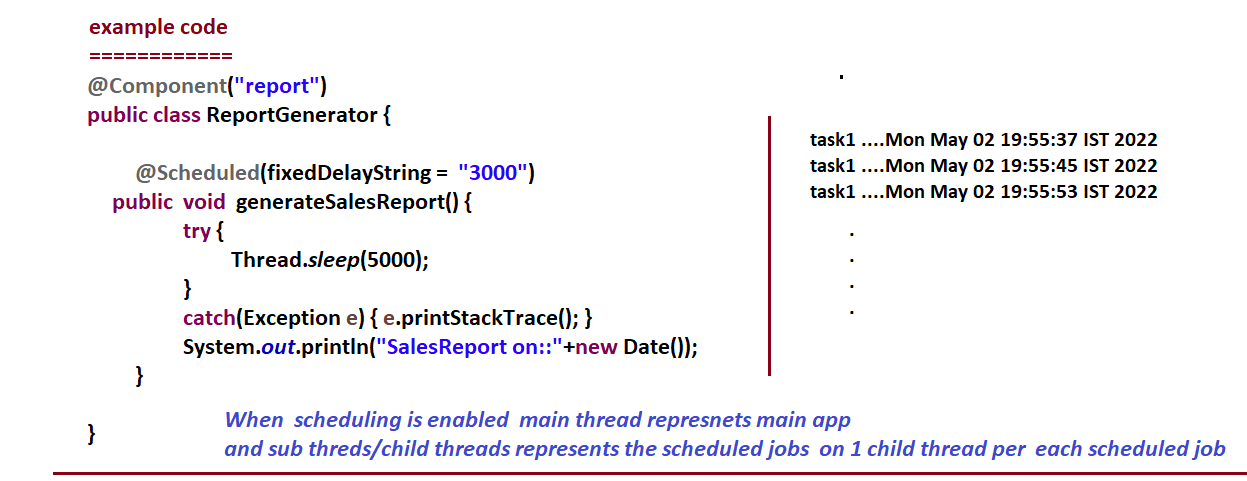 example code
============
@Component("report")
public class ReportGenerator {
@Scheduled(fixedDelayString = "3000")
public void generateSalesReport() {
try {
Thread.sleep(5000);
}
catch(Exception e) { e.printStackTrace(); }
System.out.println("SalesReport on::"+new Date());
}
}
.
task1 ....Mon May 02 19:55:37 IST 2022
task1 ....Mon May 02 19:55:45 IST 2022
task1 ....Mon May 02 19:55:53 IST 2022
.
.
.
.
When scheduling is enabled main thread represnets main app
and sub threds/child threads represents the scheduled jobs on 1 child thread per each scheduled job